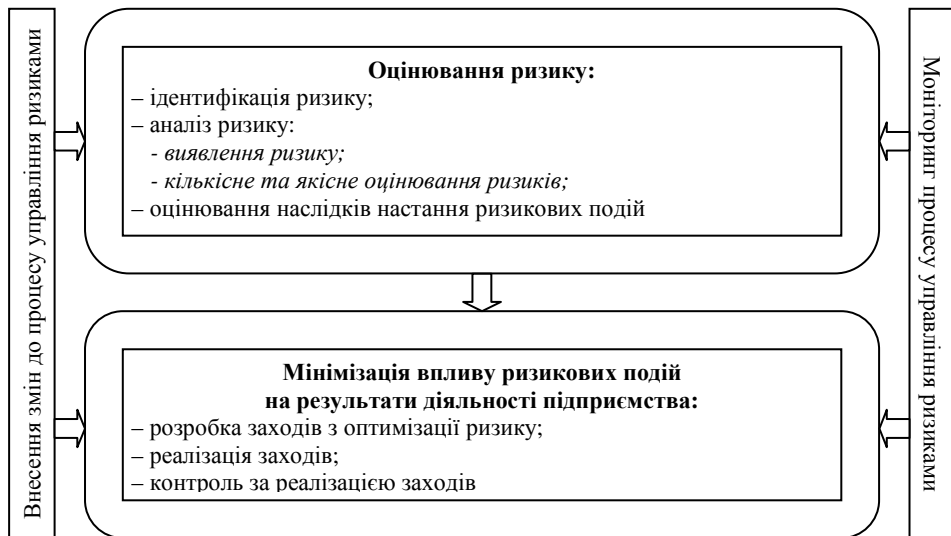 Внесення змін до процесу управління ризиками
Оцінювання ризику:
– ідентифікація ризику;
– аналіз ризику:
- виявлення ризику;
- кількісне та якісне оцінювання ризиків;
– оцінювання наслідків настання ризикових подій
Мінімізація впливу ризикових подій
на результати діяльності підприємства:
– розробка заходів з оптимізації ризику;
– реалізація заходів;
– контроль за реалізацією заходів
Моніторинг процесу управління ризиками